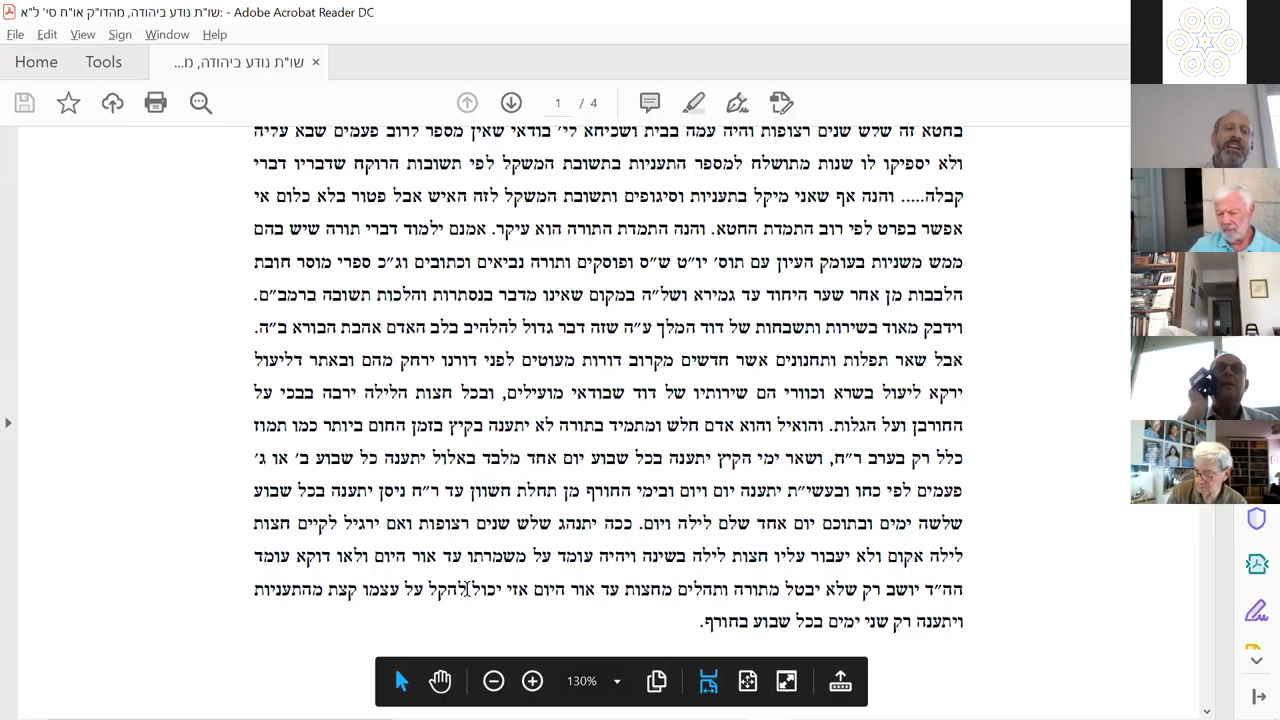 שו"ת נודע ביהודה, מהדו"ק או"ח סי' ל"א: - Adobe Acrobat Reader DC
File Edit View Sign Window Help
Home Tools שו"ת נודע ביהודה, מ... ×
1 / 4
בחטא זה שלש שנים רצופות והיה עמה בבית ושכיחא לי׳ בודאי שאין מספר לרוב פעמים שבא עליה
ולא יספיקו לו שנות מתושלח למספר התעניות בתשובת המשקל לפי תשובות הרוקח שדבריו דברי
קבלה..... והנה אף שאני מיקל בתעניות וסיגופים ותשובת המשקל לזה האיש אבל פטור בלא כלום אי
אפשר בפרט לפי רוב התמדת החטא. והנה התמדת התורה הוא עיקר. אמנם ילמוד דברי תורה שיש בהם
ממש משניות בעומק העיון עם תוס׳ יו״ט ש״ס ופוסקים ותורה נביאים וכתובים וג״כ ספרי מוסר חובת
הלבבות מן אחר שער היחוד עד גמירא ושל״ה במקום שאינו מדבר בנסתרות והלכות תשובה ברמב״ם.
וידבק מאוד בשירות ותשבחות של דוד המלך ע״ה שזה דבר גדול להלהיב בלב האדם אהבת הבורא ב״ה.
אבל שאר תפלות ותחנונים אשר חדשים מקרוב דורות מעוטים לפני דורנו ירחק מהם ובאתר דליעול
ירקא ליעול בשרא וכוורי הם שירותיו של דוד שבודאי מועילים, ובכל חצות הלילה ירבה בבכי על
החורבן ועל הגלות. והואיל והוא אדם חלש ומתמיד בתורה לא יתענה בקיץ בזמן החום ביותר כמו תמוז
כלל רק בערב ר״ח, ושאר ימי הקיץ יתענה בכל שבוע יום אחד מלבד באלול יתענה כל שבוע ב׳ או ג׳
פעמים לפי כחו ובעשי״ת יתענה יום ויום ובימי החורף מן תחלת חשוון עד ר״ח ניסן יתענה בכל שבוע
שלשה ימים ובתוכם יום אחד שלם לילה ויום. ככה יתנהג שלש שנים רצופות ואם ירגיל לקיים חצות
לילה אקום ולא יעבור עליו חצות לילה בשינה ויהיה עומד על משמרתו עד אור היום ולאו דוקא עומד
הה״ד יושב רק שלא יבטל מתורה ותהלים מחצות עד אור היום אזי יכול להקל על עצמו קצת מהתעניות
ויתענה רק שני ימים בכל שבוע בחורף.
130%